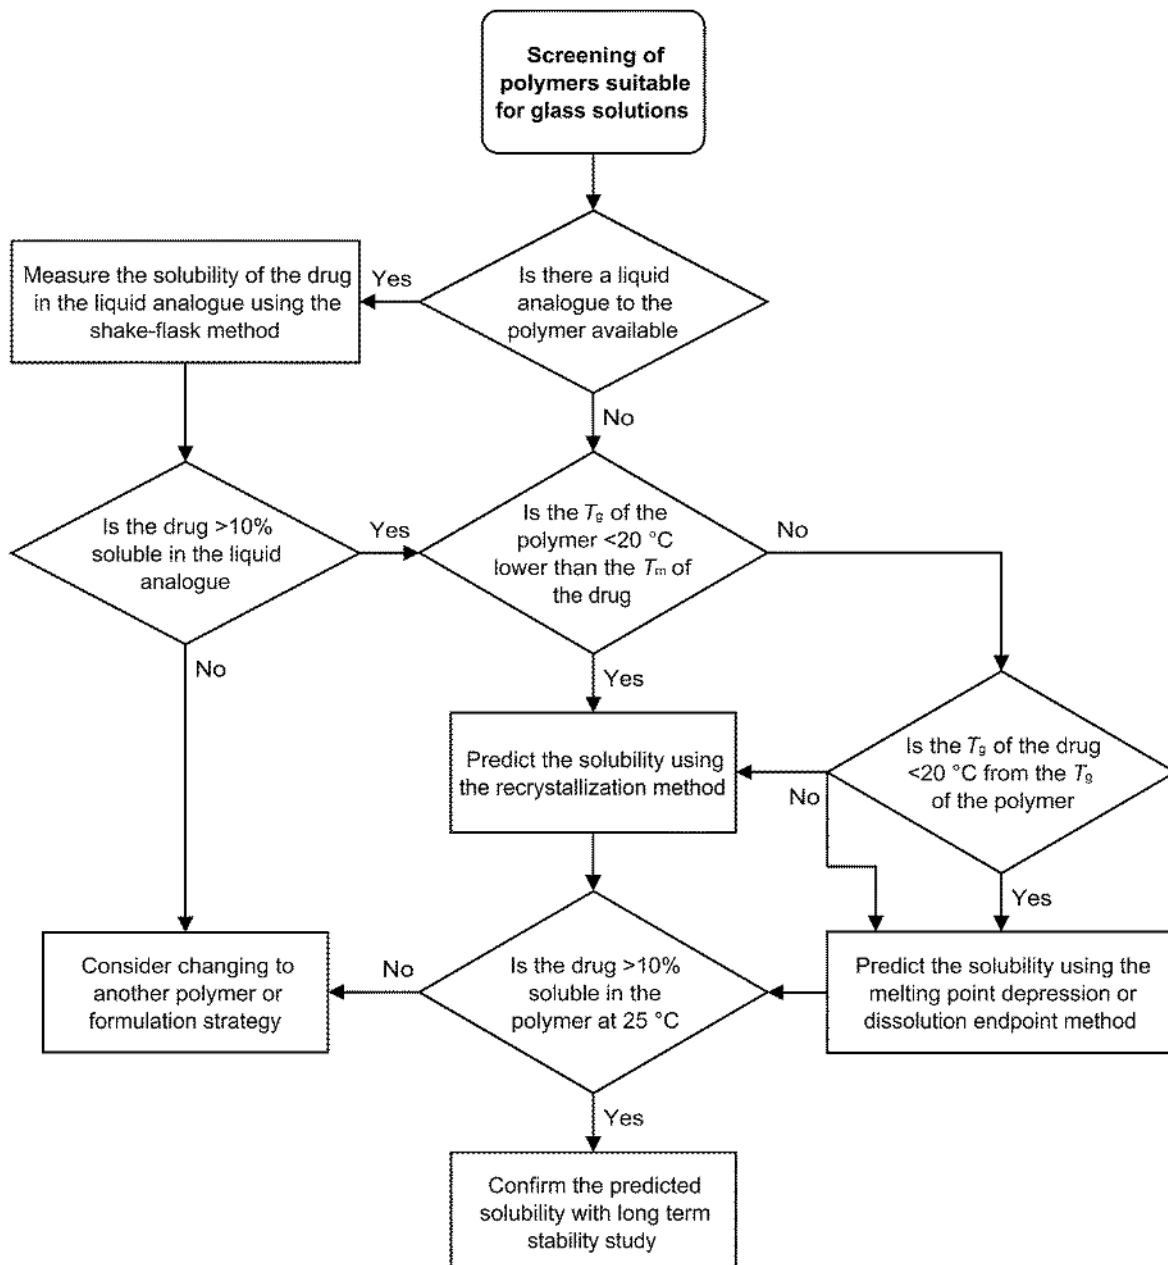 Screening of
polymers suitable
for glass solutions
Is there a liquid
analogue to the
polymer available
Yes
Measure the solubility of the drug
in the liquid analogue using the
shake-flask method
No
Is the drug >10%
soluble in the liquid
analogue
Yes
Is the Tg of the
polymer <20 °C
lower than the Tm of
the drug
No
No
Yes
Predict the solubility using
the recrystallization method
Is the Tg of the drug
<20 °C from the Tg
of the polymer
No
Yes
Consider changing to
another polymer or
formulation strategy
No
Is the drug >10%
soluble in the
polymer at 25 °C
Predict the solubility using the
melting point depression or
dissolution endpoint method
Yes
Confirm the predicted
solubility with long term
stability study